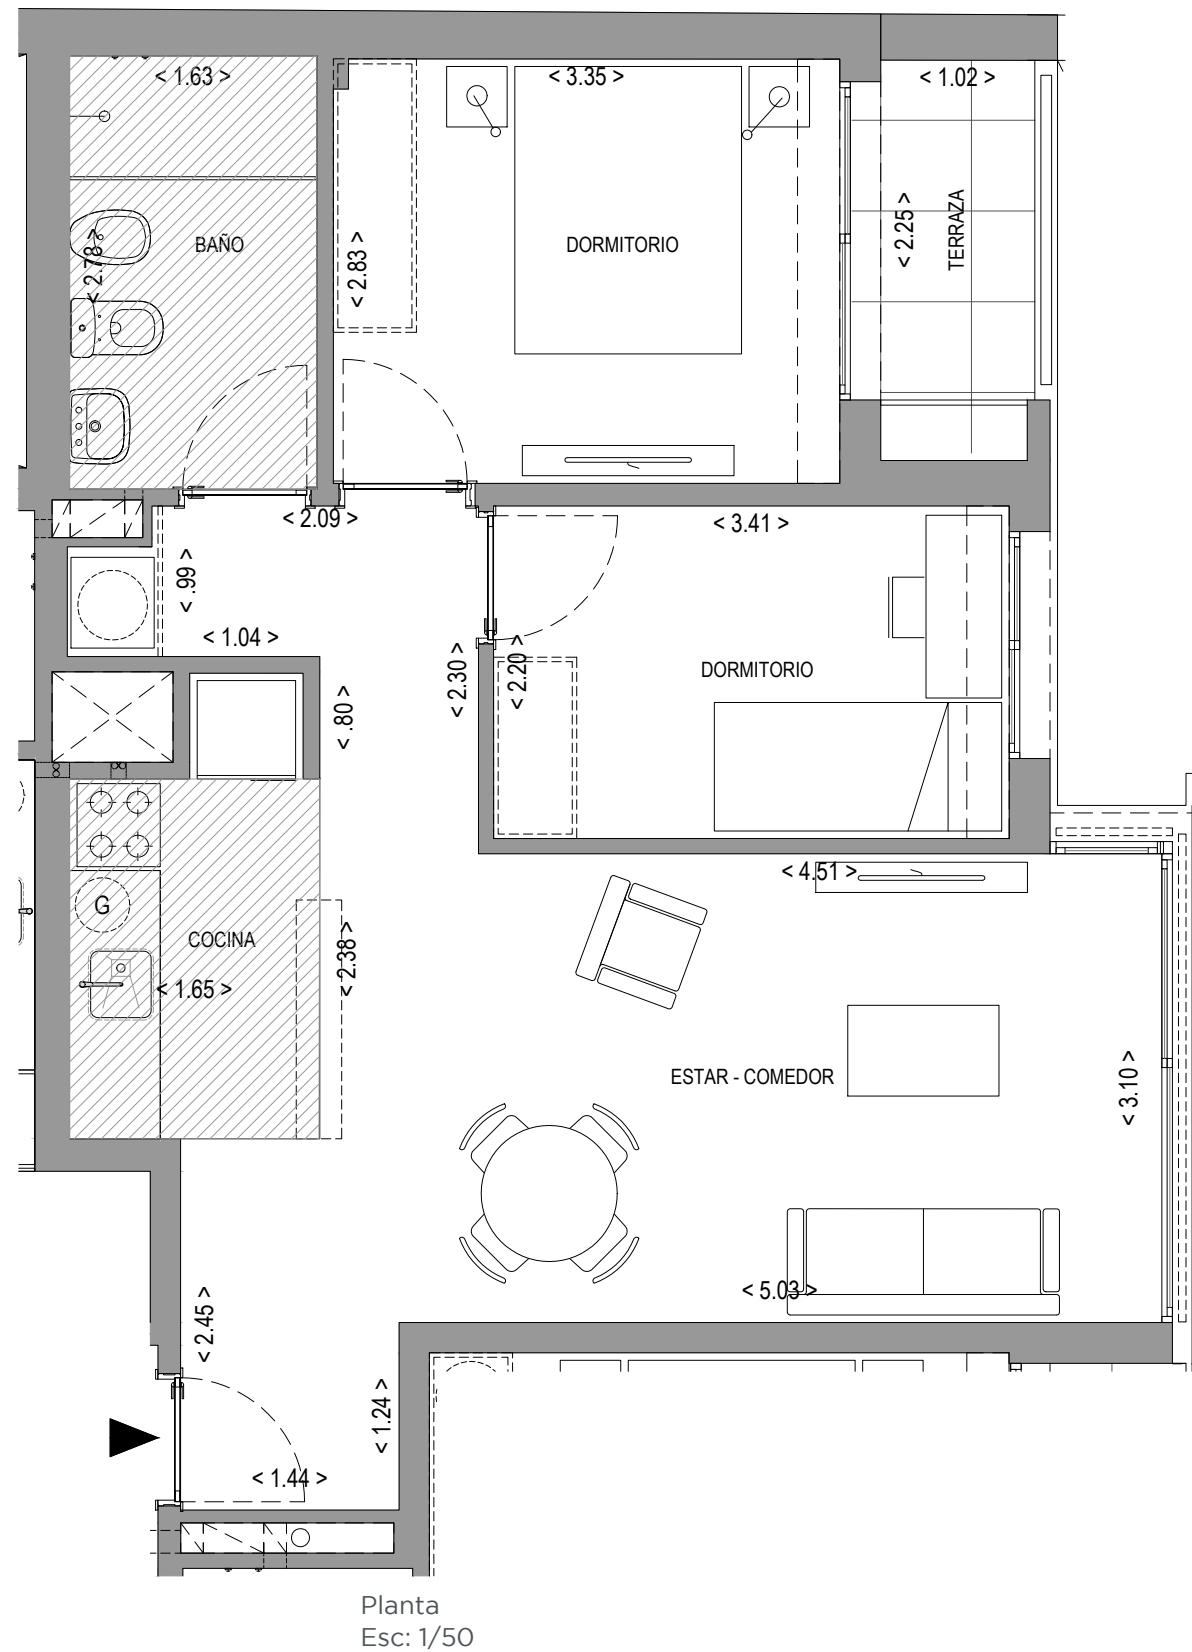 < 1.63 >
< 3.35 >
< 1.02 >
BAÑO
< 2.78 >
< 2.83 >
DORMITORIO
< 2.25 >
TERRAZA
< 2.09 >
< 3.41 >
< .99 >
< 1.04 >
< 2.30 >
< 2.20 >
DORMITORIO
< .80 >
< 4.51 >
G
COCINA
< 1.65 >
< 2.38 >
ESTAR - COMEDOR
< 3.10 >
< 5.03 >
< 2.45 >
< 1.24 >
< 1.44 >
Planta
Esc: 1/50